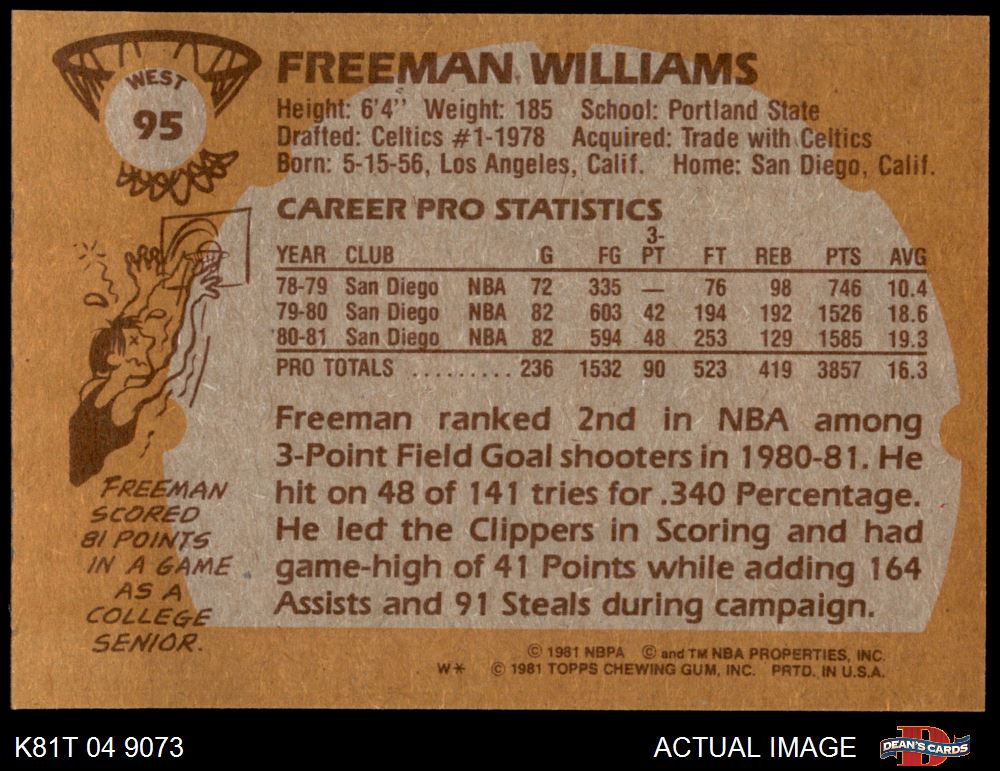 WEST
95
FREEMAN WILLIAMS
Height: 6'4'' Weight: 185 School: Portland State
Drafted: Celtics #1-1978 Acquired: Trade with Celtics
Born: 5-15-56, Los Angeles, Calif. Home: San Diego, Calif.
CAREER PRO STATISTICS
YEAR CLUB G FG 3-PT FT REB PTS AVG
78-79 San Diego NBA 72 335 — 76 98 746 10.4
79-80 San Diego NBA 82 603 42 194 192 1526 18.6
80-81 San Diego NBA 82 594 48 253 129 1585 19.3
PRO TOTALS ......... 236 1532 90 523 419 3857 16.3
Freeman ranked 2nd in NBA among
3-Point Field Goal shooters in 1980-81. He
hit on 48 of 141 tries for .340 Percentage.
He led the Clippers in Scoring and had
game-high of 41 Points while adding 164
Assists and 91 Steals during campaign.
FREEMAN
SCORED
81 POINTS
IN A GAME
AS A
COLLEGE
SENIOR.
© 1981 NBPA © and TM NBA PROPERTIES, INC.
W* © 1981 TOPPS CHEWING GUM, INC. PRTD. IN U.S.A.
K81T 04 9073
ACTUAL IMAGE
DEAN'S CARDS